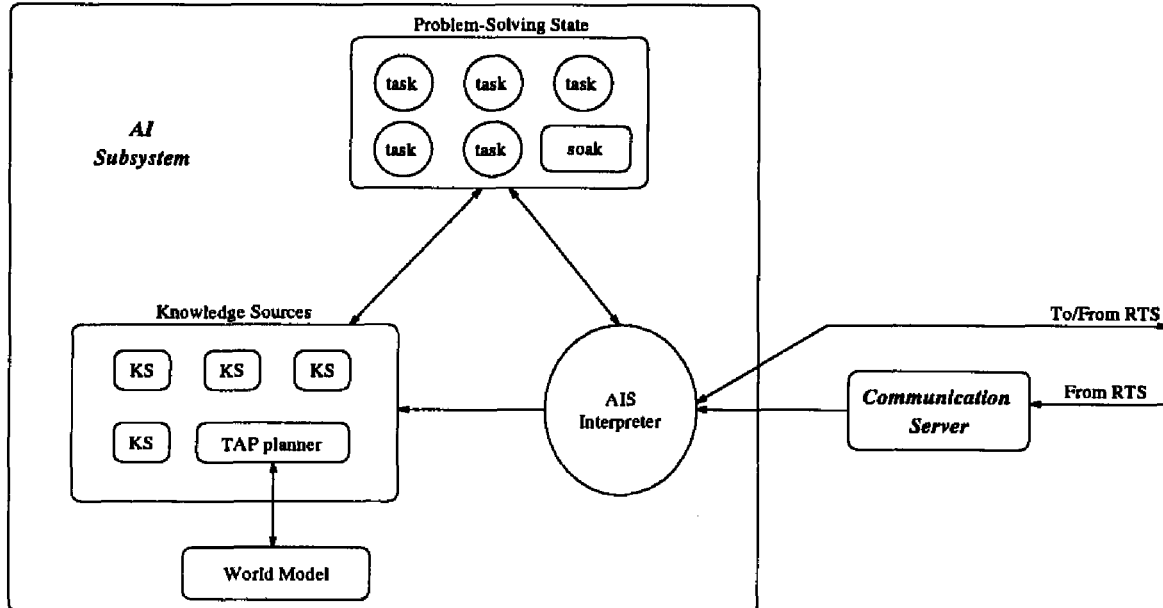 Problem-Solving State
task task task
AI
Subsystem
task task soak
Knowledge Sources
To/From RTS
KS KS KS
AIS
Interpreter
Communication
Server
From RTS
KS TAP planner
World Model